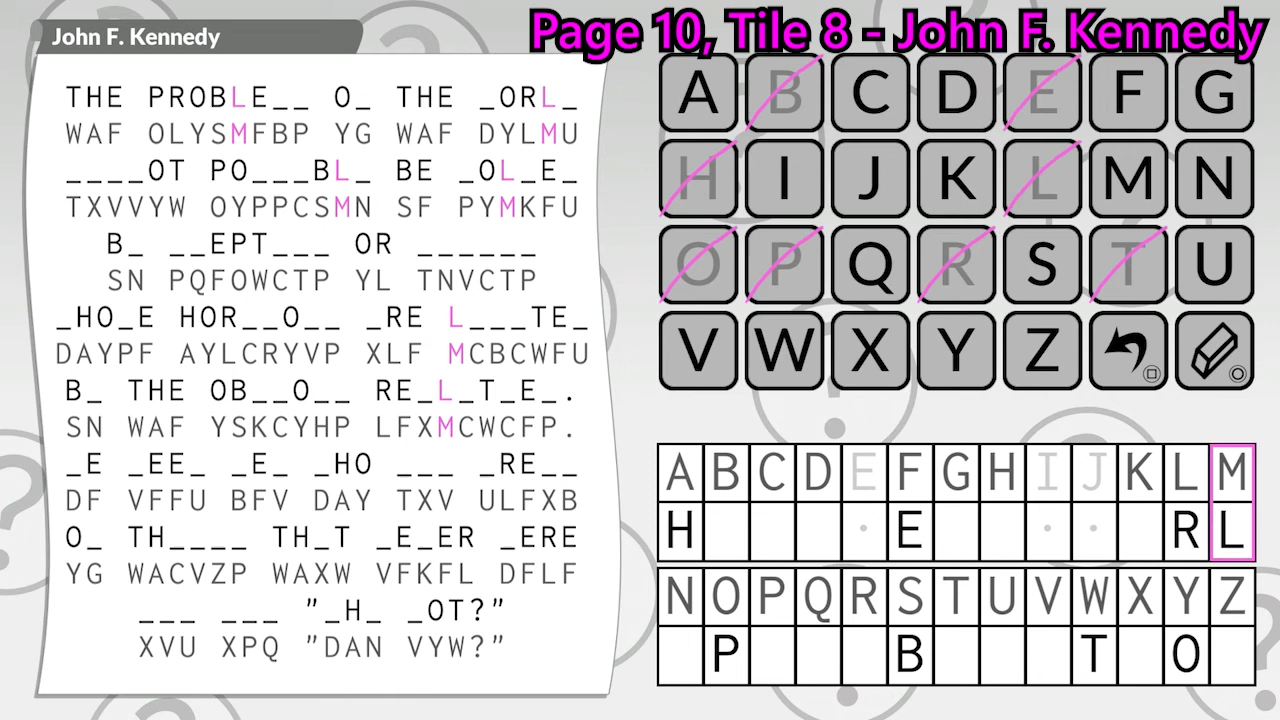 John F. Kennedy
Page 10, Tile 8 - John F. Kennedy
THE PROBLE__ O_ THE _ORL_
WAF OLYSMFBP YG WAF DYLMU
____OT PO___BL_ BE _OL_E_
TXVVYW OYPPCSMN SF PYMKFU
B_ __EPT___ OR ______
SN PQFOWCTP YL TNVCTP
_HO_E HOR__O__ _RE L___TE_
DAYPF AYLCRYVP XLF MCBCWFU
B_ THE OB__O__ RE_L_T_E_.
SN WAF YSKCYHP LFXMCWCFP.
_E _EE_ _E_ _HO ___ _RE__
DF VFFU BFV DAY TXV ULFXB
O_ TH____ TH_T _E_ER _ERE
YG WACVZP WAXW VFKFL DFLF
___ ___ "_H_ _OT?"
XVU XPQ "DAN VYW?"
A B C D E F G
H I J K L M N
O P Q R S T U
V W X Y Z
A B C D E F G H I J K L M
H E R L
N O P Q R S T U V W X Y Z
P B T O